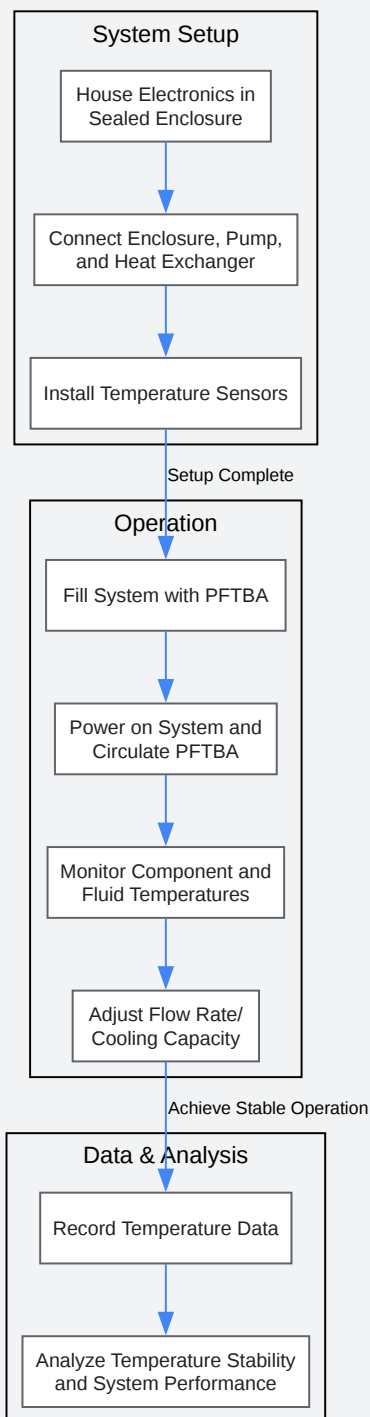 System Setup
House Electronics in
Sealed Enclosure
Connect Enclosure, Pump,
and Heat Exchanger
Install Temperature Sensors
Setup Complete
Operation
Fill System with PFTBA
Power on System and
Circulate PFTBA
Monitor Component and
Fluid Temperatures
Adjust Flow Rate/
Cooling Capacity
Achieve Stable Operation
Data & Analysis
Record Temperature Data
Analyze Temperature Stability
and System Performance